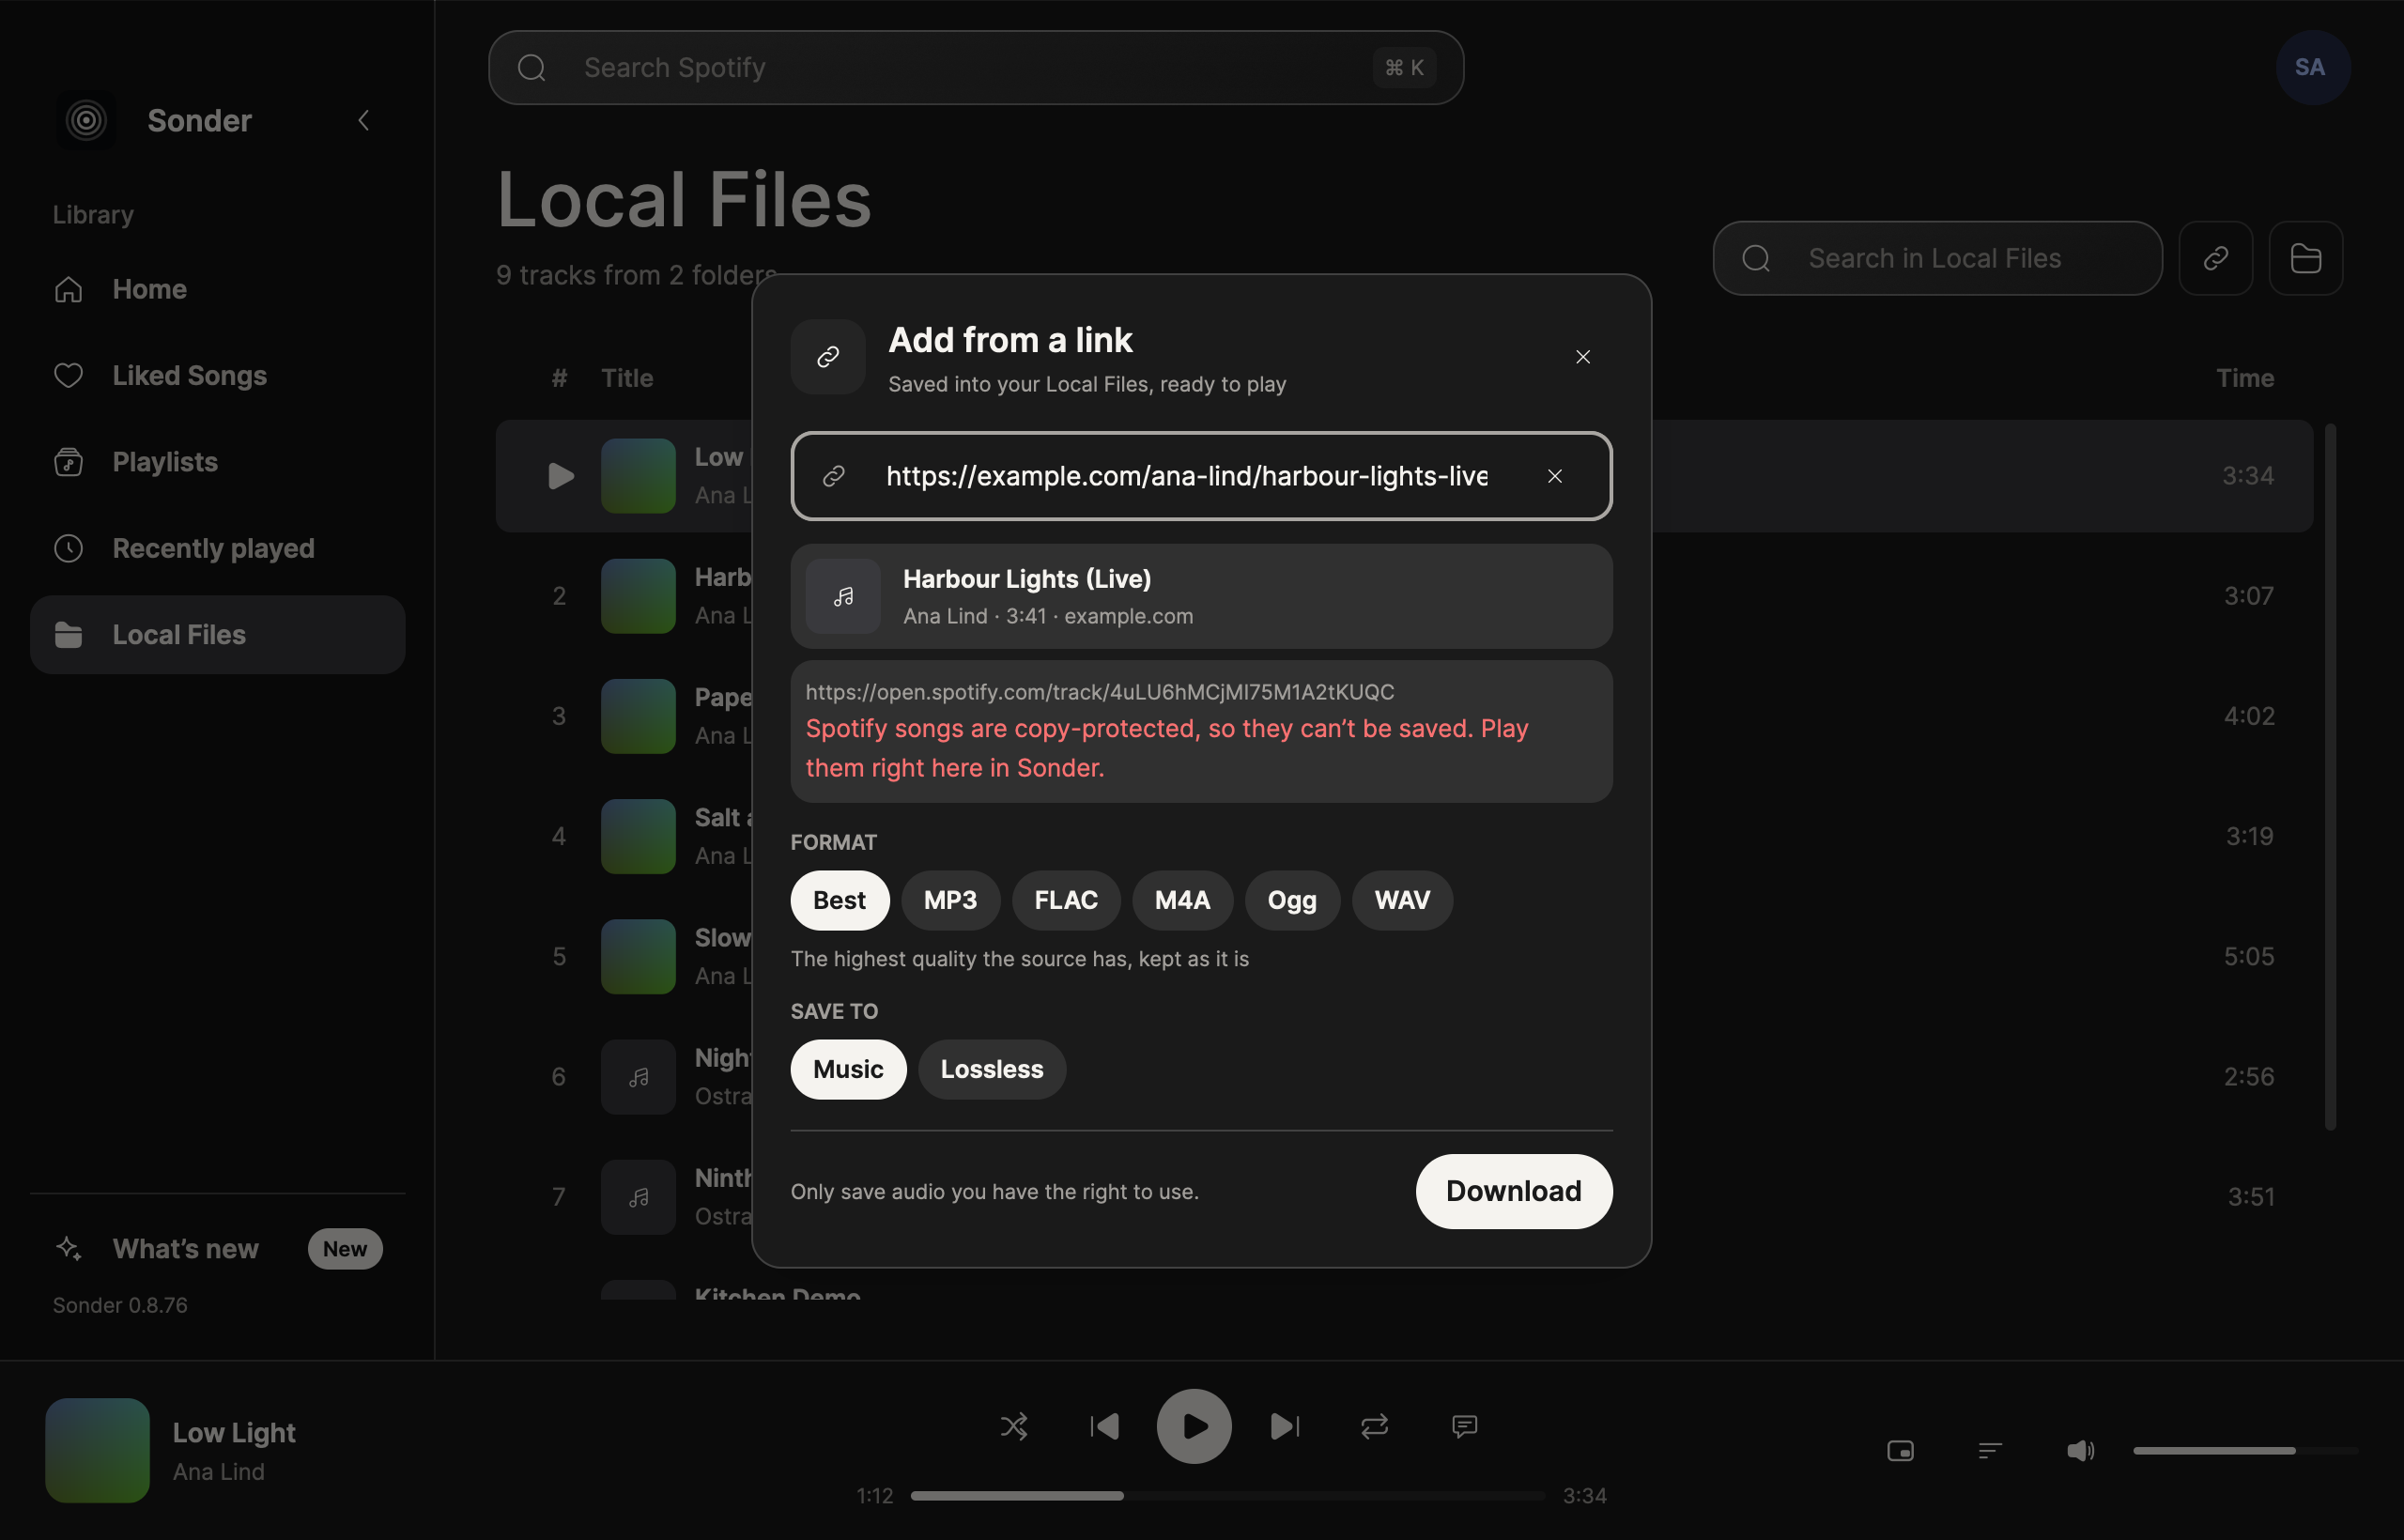 Search Spotify
⌘ K
SA
Sonder
Library
Home
Liked Songs
Playlists
Recently played
Local Files
What’s new
New
Sonder 0.8.76
Local Files
9 tracks from 2 folders
Search in Local Files
# Title Time
Low
Ana L
3:34
2
Harb
Ana L
3:07
3
Pape
Ana L
4:02
4
Salt a
Ana L
3:19
5
Slow
Ana L
5:05
6
Night
Ostra
2:56
7
Ninth
Ostra
3:51
Kitchen Demo
Add from a link
Saved into your Local Files, ready to play
https://example.com/ana-lind/harbour-lights-live
Harbour Lights (Live)
Ana Lind · 3:41 · example.com
https://open.spotify.com/track/4uLU6hMCjMI75M1A2tKUQC
Spotify songs are copy-protected, so they can’t be saved. Play
them right here in Sonder.
FORMAT
Best MP3 FLAC M4A Ogg WAV
The highest quality the source has, kept as it is
SAVE TO
Music Lossless
Only save audio you have the right to use.
Download
Low Light
Ana Lind
1:12
3:34